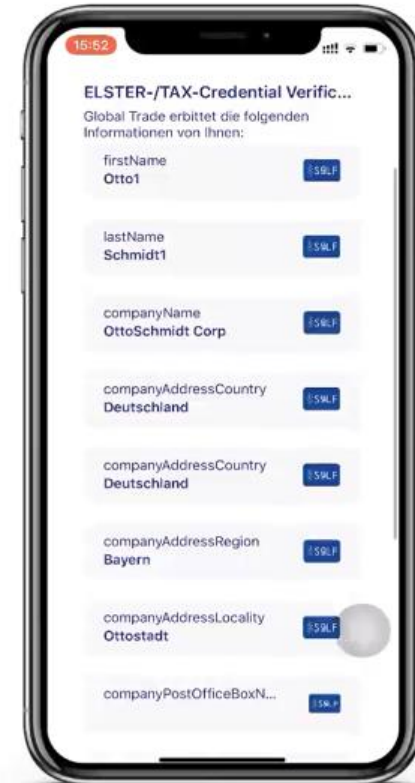 15:52
ELSTER-/TAX-Credential Verific...
Global Trade erbittet die folgenden
Informationen von Ihnen:
firstName
Otto1
lastName
Schmidt1
companyName
OttoSchmidt Corp
companyAddressCountry
Deutschland
companyAddressCountry
Deutschland
companyAddressRegion
Bayern
companyAddressLocality
Ottostadt
companyPostOfficeBoxN...